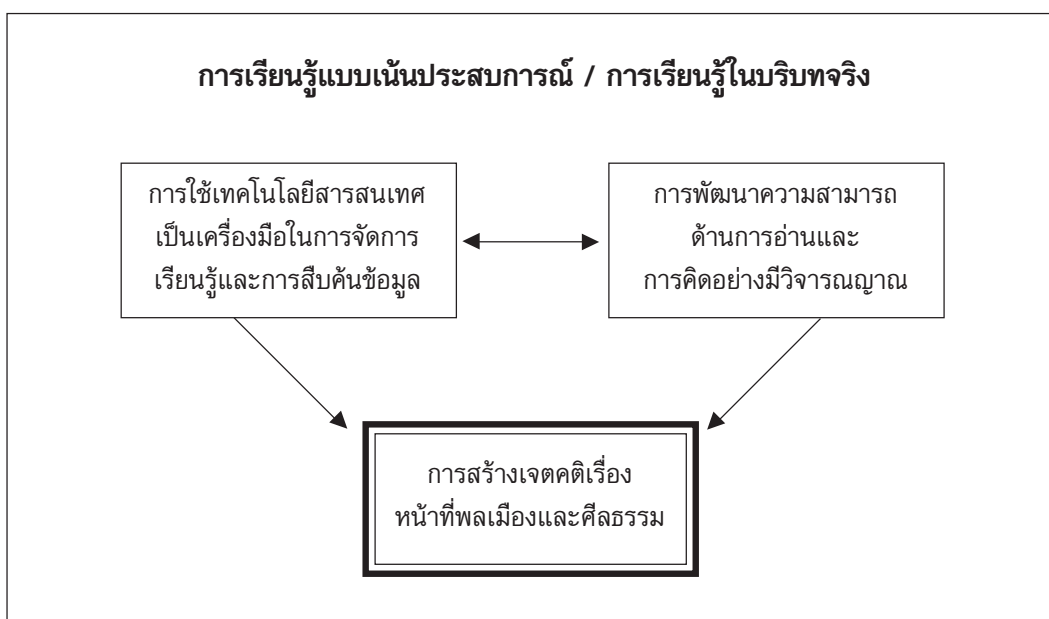 การเรียนรู้แบบเน้นประสบการณ์ / การเรียนรู้ในบริบทจริง
การใช้เทคโนโลยีสารสนเทศ
เป็นเครื่องมือในการจัดการ
เรียนรู้และการสืบค้นข้อมูล
การพัฒนาความสามารถ
ด้านการอ่านและ
การคิดอย่างมีวิจารณญาณ
การสร้างเจตคติเรื่อง
หน้าที่พลเมืองและศีลธรรม